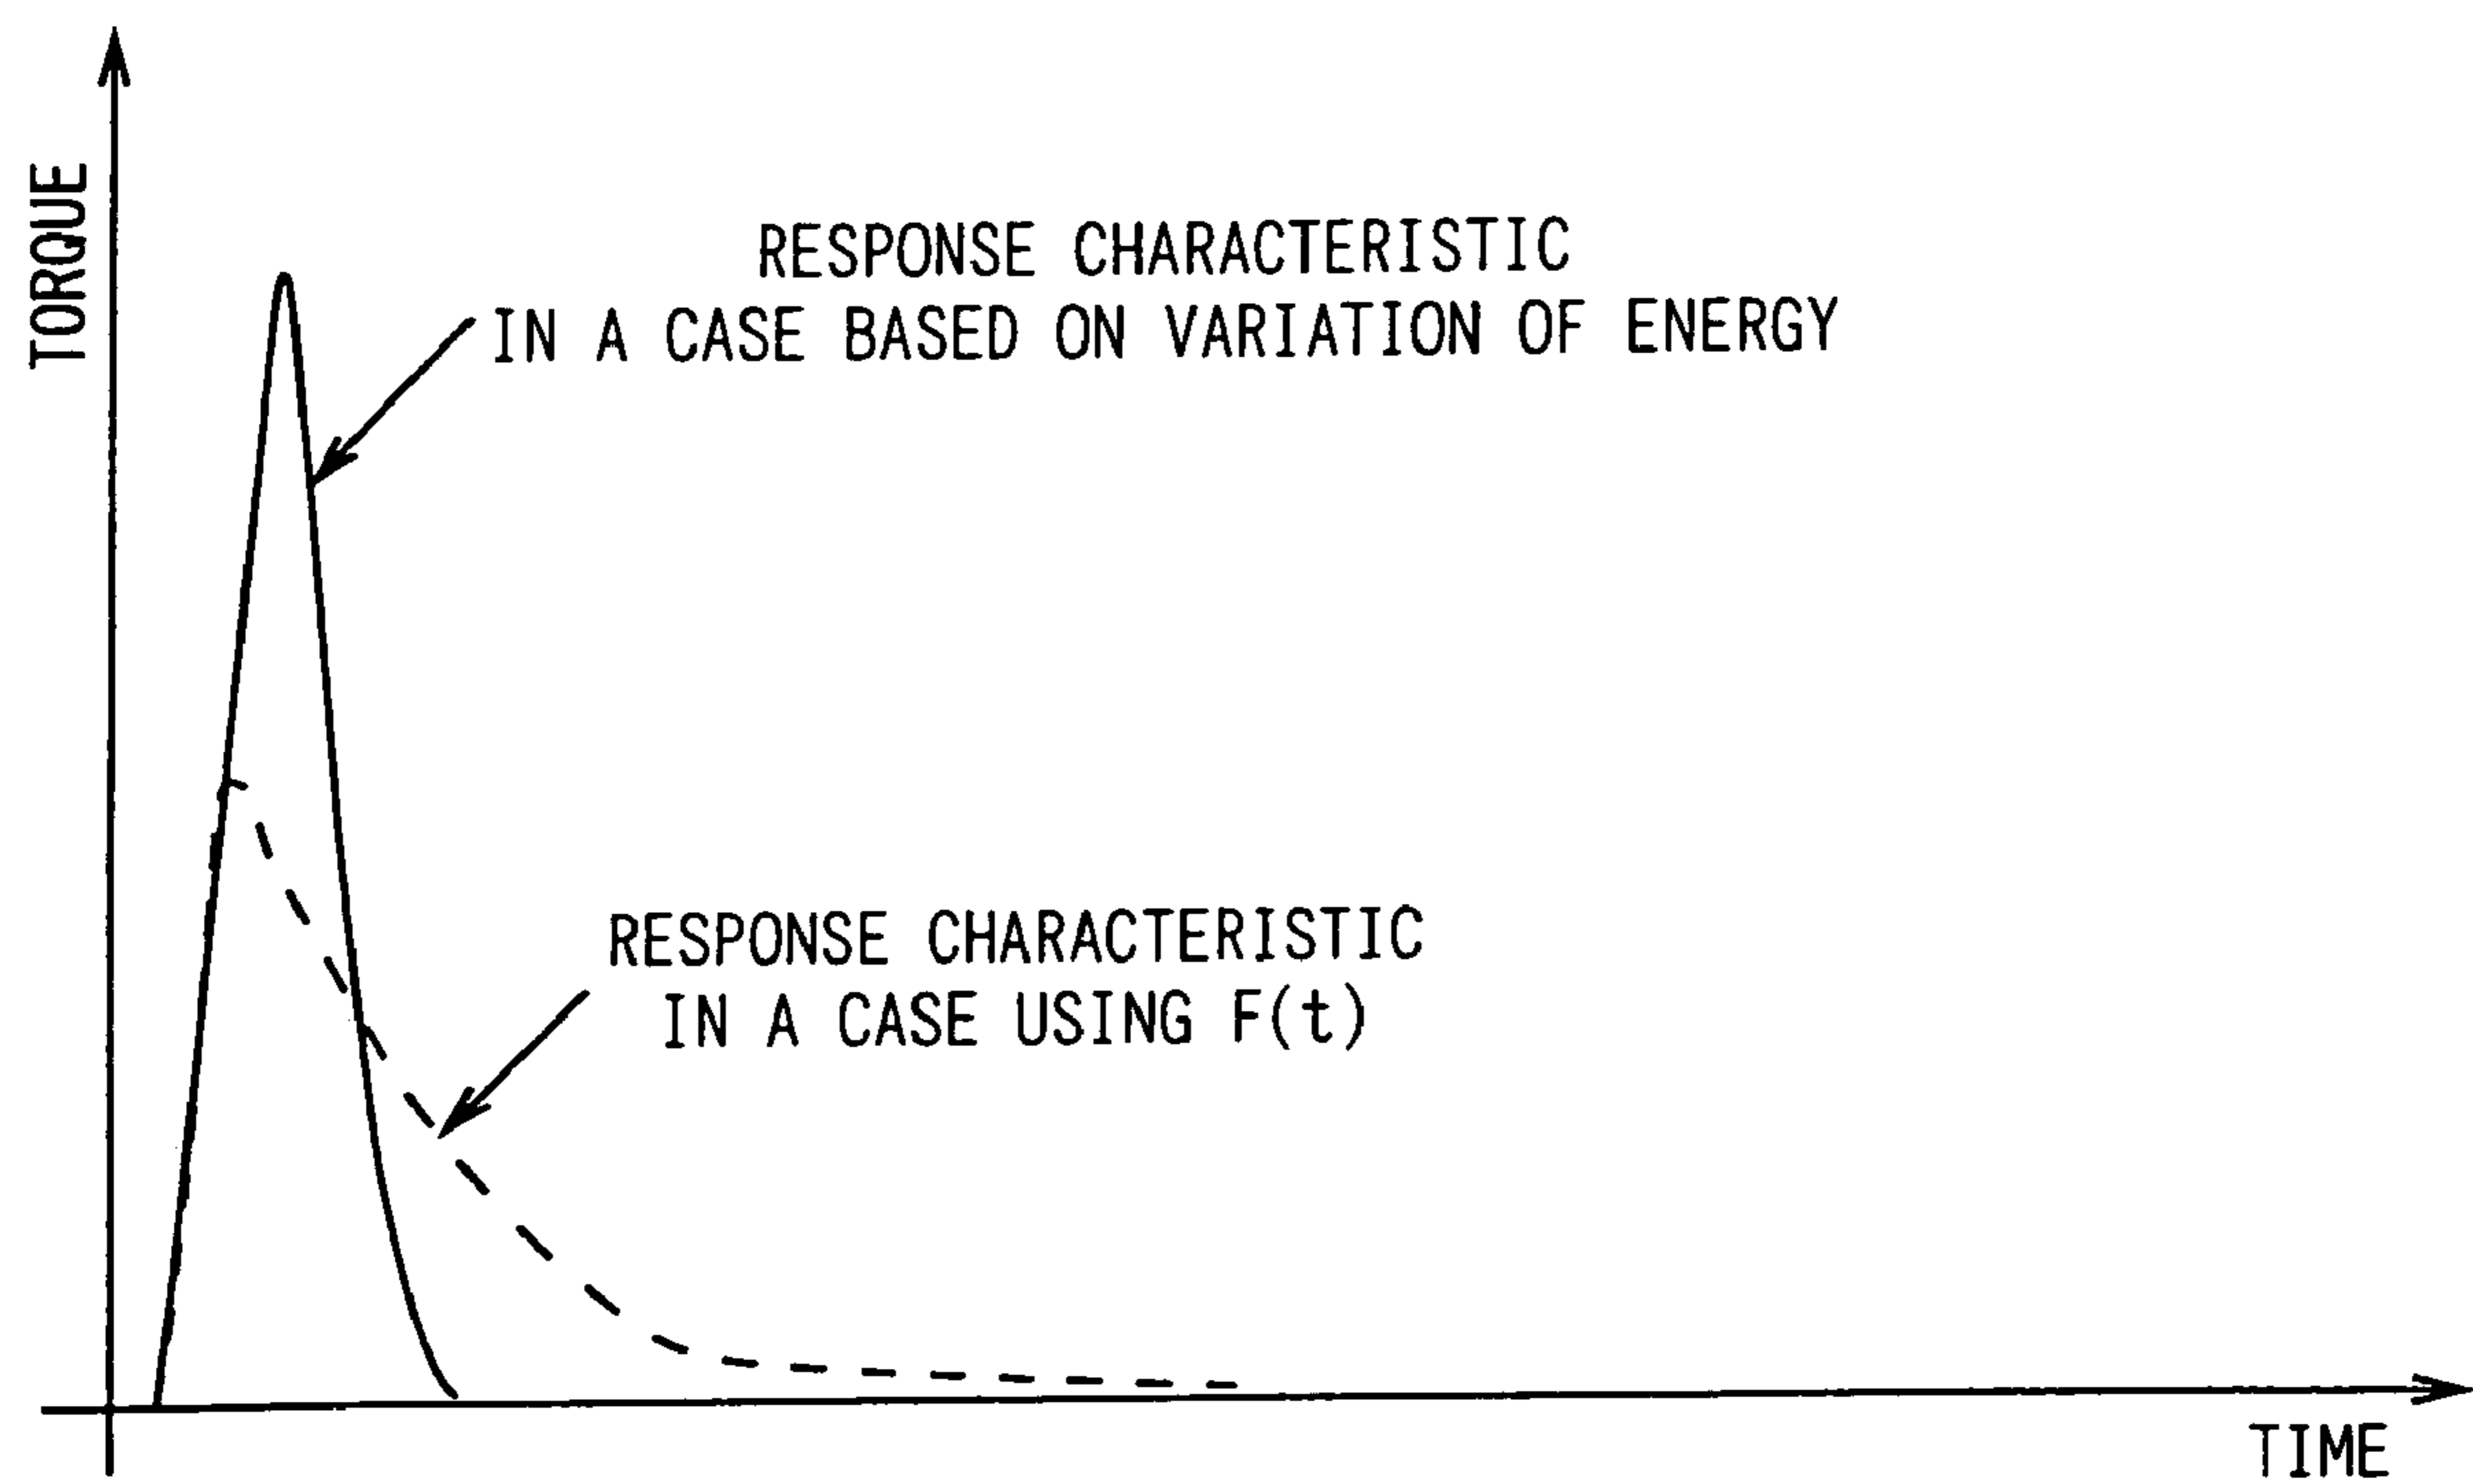 TORQUE
RESPONSE CHARACTERISTIC
IN A CASE BASED ON VARIATION OF ENERGY
RESPONSE CHARACTERISTIC
IN A CASE USING F(t)
TIME